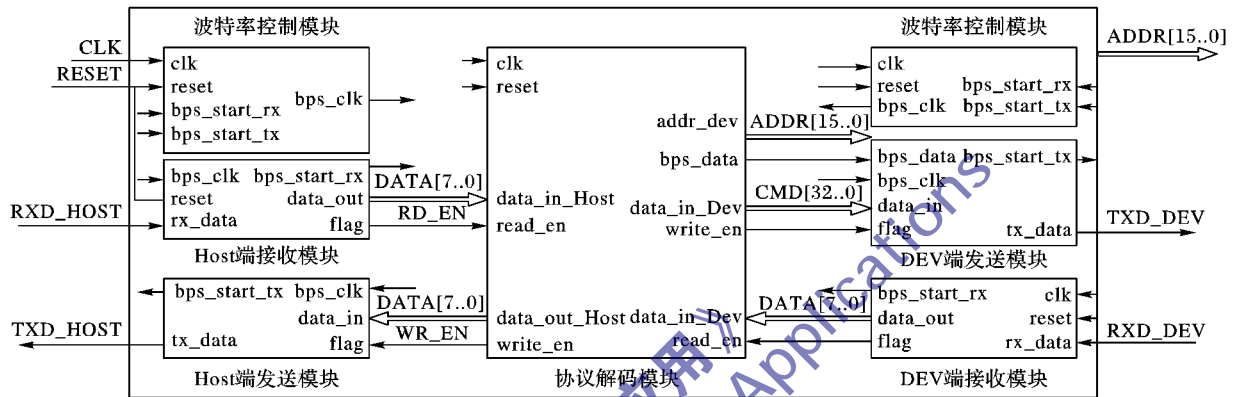 波特率控制模块
波特率控制模块
CLK
RESET
clk
reset
bps_start_rx
bps_start_tx
bps_clk
clk
reset
clk
reset
bps_clk
bps_start_rx
bps_start_tx
ADDR[15..0]
addr_dev
ADDR[15..0]
bps_data
bps_clk
reset
rx_data
bps_start_rx
data_out
flag
DATA[7..0]
RD_EN
RXD_HOST
data_in_Host
read_en
data_in_Dev
write_en
CMD[32..0]
bps_data
bps_clk
data_in
flag
bps_start_tx
tx_data
TXD_DEV
Host端接收模块
DEV端发送模块
bps_start_tx
tx_data
bps_clk
data_in
flag
DATA[7..0]
WR_EN
TXD_HOST
data_out_Host
write_en
data_in_Dev
read_en
DATA[7..0]
bps_start_rx
data_out
flag
clk
reset
rx_data
RXD_DEV
Host端发送模块
协议解码模块
DEV端接收模块
应用》
Applications